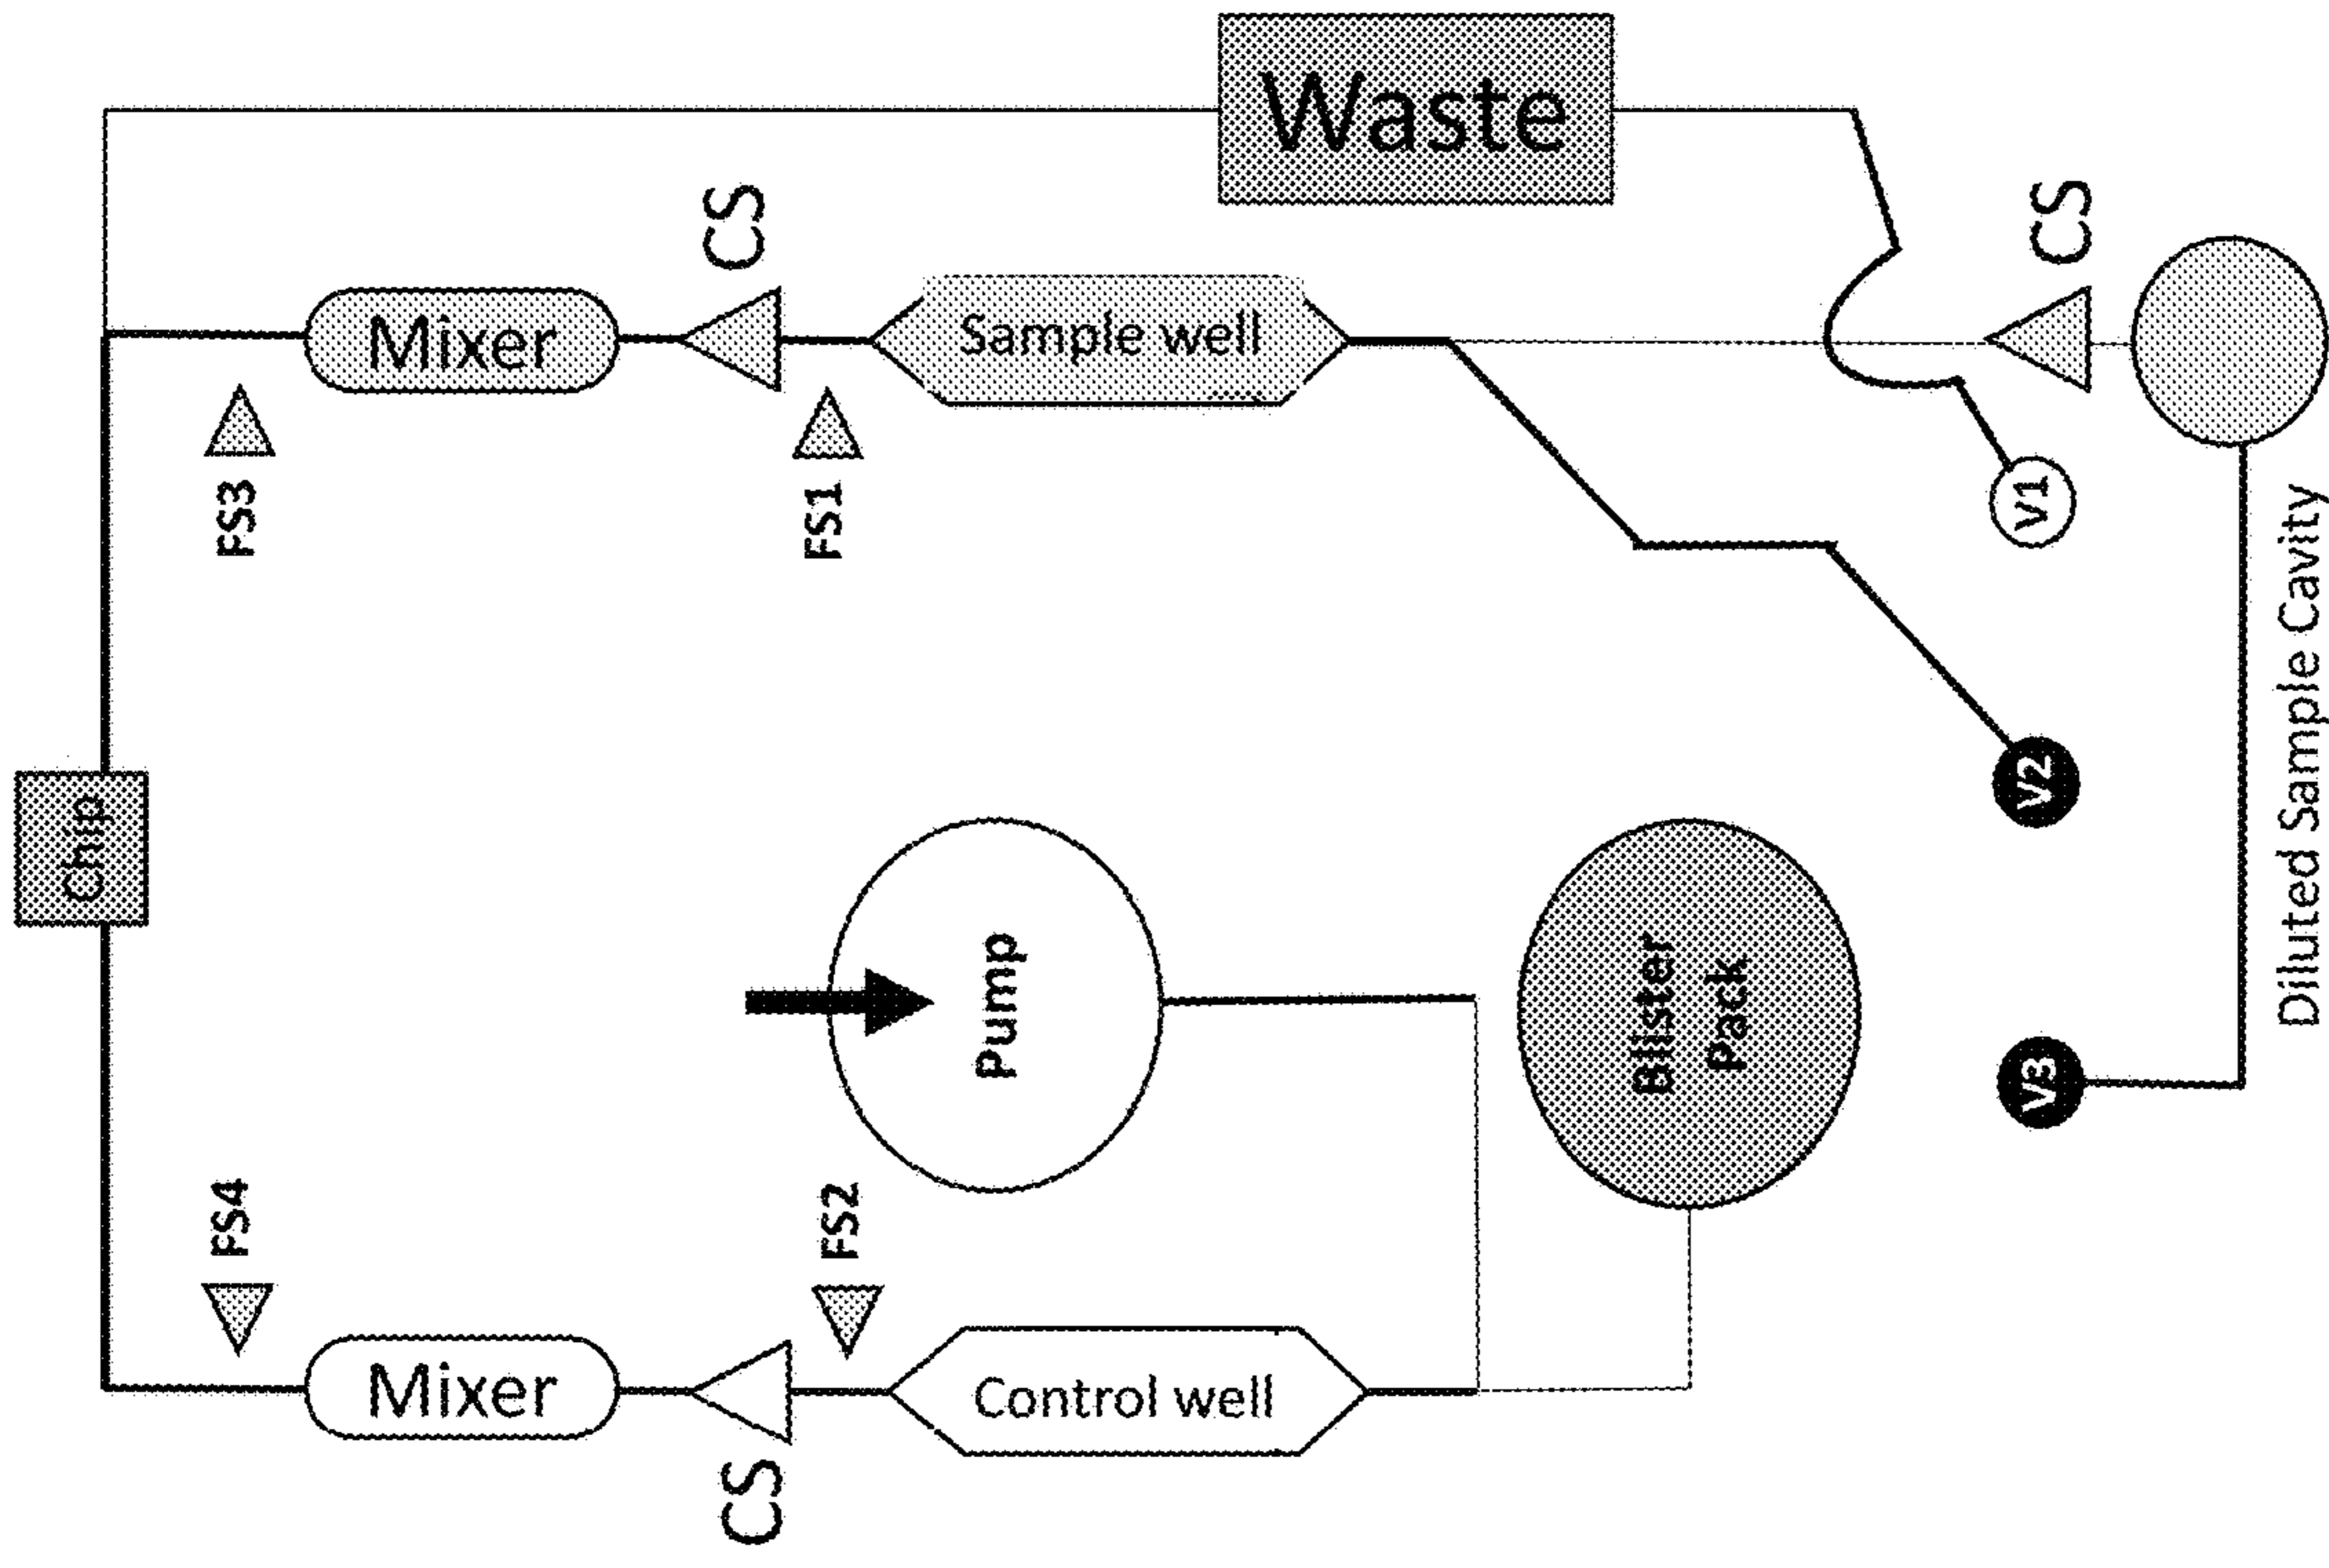 Waste
CS
CS
Mixer
Sample well
FS3
FS1
V1
Chip
V2
Diluted Sample Cavity
Pump
Blister
Pack
V3
FS4
FS2
Mixer
Control well
CS